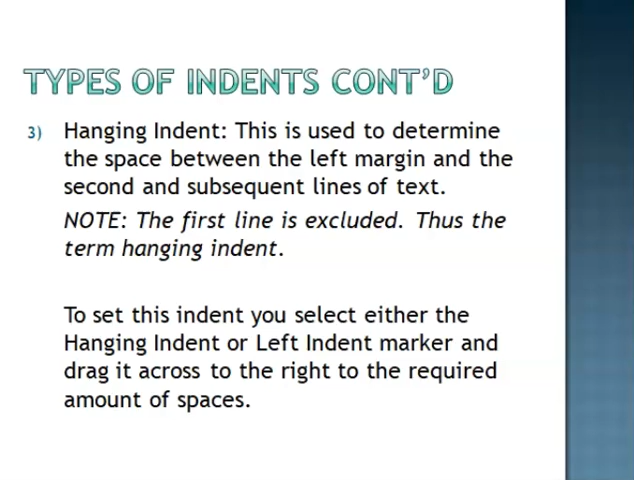 TYPES OF INDENTS CONT’D
3) Hanging Indent: This is used to determine
the space between the left margin and the
second and subsequent lines of text.
NOTE: The first line is excluded. Thus the
term hanging indent.
To set this indent you select either the
Hanging Indent or Left Indent marker and
drag it across to the right to the required
amount of spaces.